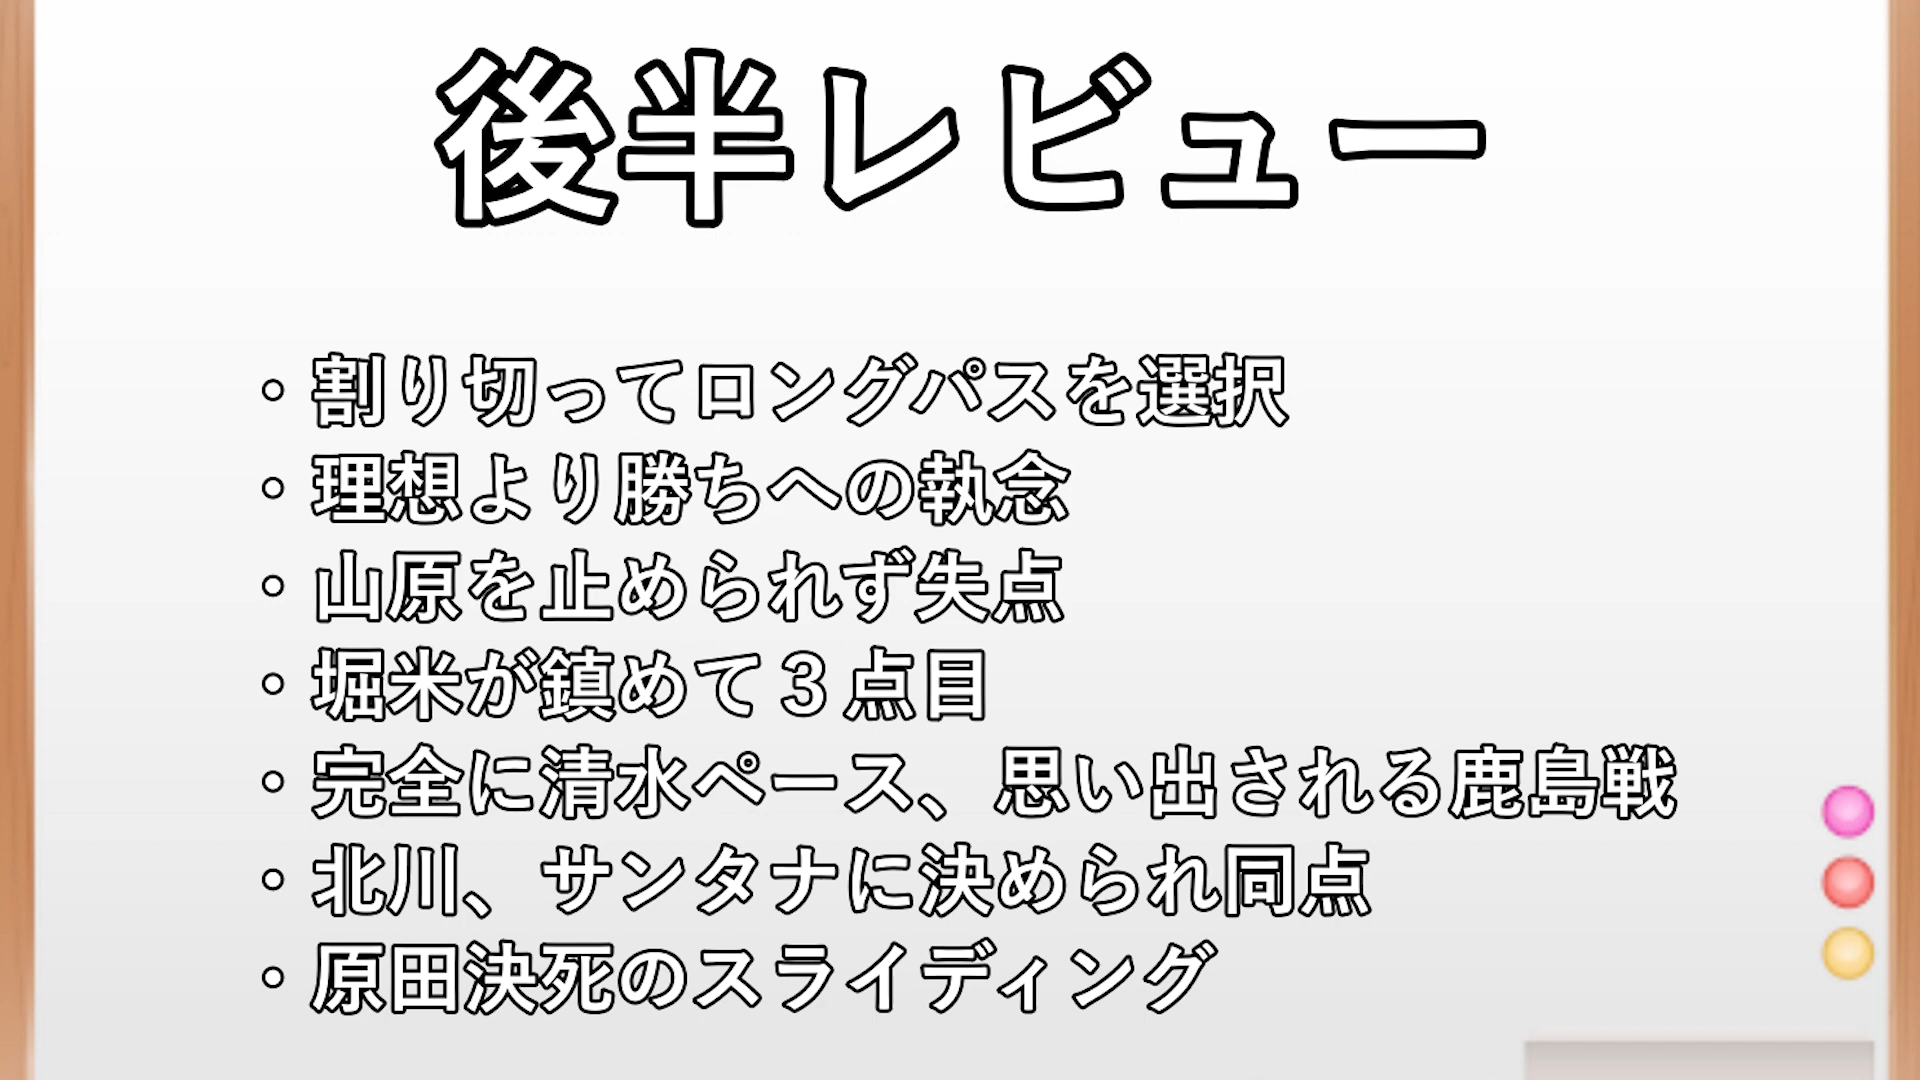 後半レビュー
・割り切ってロングパスを選択
・理想より勝ちへの執念
・山原を止められず失点
・堀米が鎮めて３点目
・完全に清水ペース、思い出される鹿島戦
・北川、サンタナに決められ同点
・原田決死のスライディング